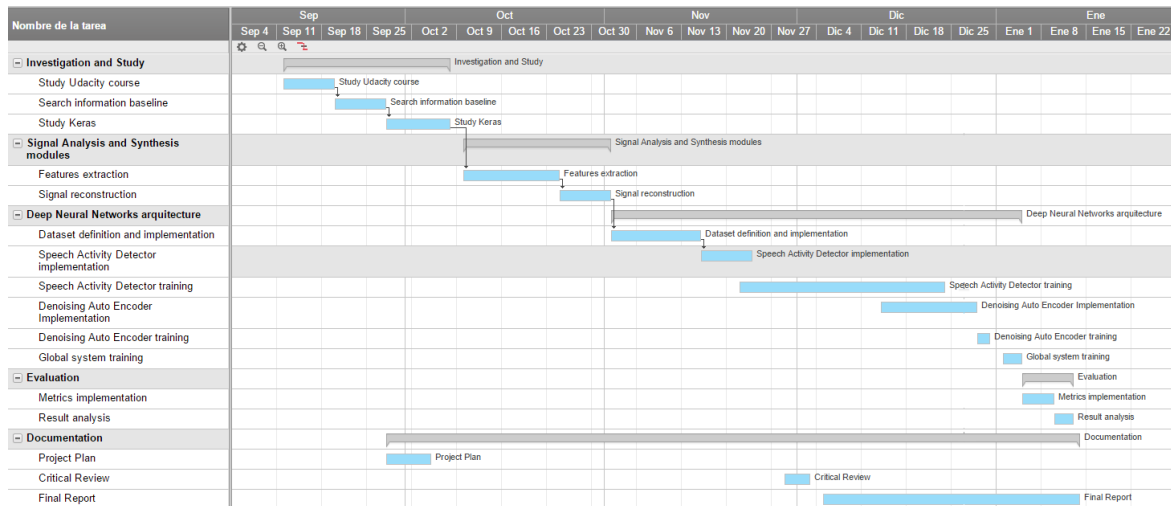 Nombre de la tarea
Sep Oct Nov Dic Ene
Sep 4 Sep 11 Sep 18 Sep 25 Oct 2 Oct 9 Oct 16 Oct 23 Oct 30 Nov 6 Nov 13 Nov 20 Nov 27 Dic 4 Dic 11 Dic 18 Dic 25 Ene 1 Ene 8 Ene 15 Ene 22
Investigation and Study Investigation and Study
Study Udacity course Study Udacity course
Search information baseline Search information baseline
Study Keras Study Keras
Signal Analysis and Synthesis
modules Signal Analysis and Synthesis modules
Features extraction Features extraction
Signal reconstruction Signal reconstruction
Deep Neural Networks arquitecture Deep Neural Networks arquitecture
Dataset definition and implementation Dataset definition and implementation
Speech Activity Detector
implementation Speech Activity Detector implementation
Speech Activity Detector training Speech Activity Detector training
Denoising Auto Encoder
Implementation Denoising Auto Encoder Implementation
Denoising Auto Encoder training Denoising Auto Encoder training
Global system training Global system training
Evaluation Evaluation
Metrics implementation Metrics implementation
Result analysis Result analysis
Documentation Documentation
Project Plan Project Plan
Critical Review Critical Review
Final Report Final Report